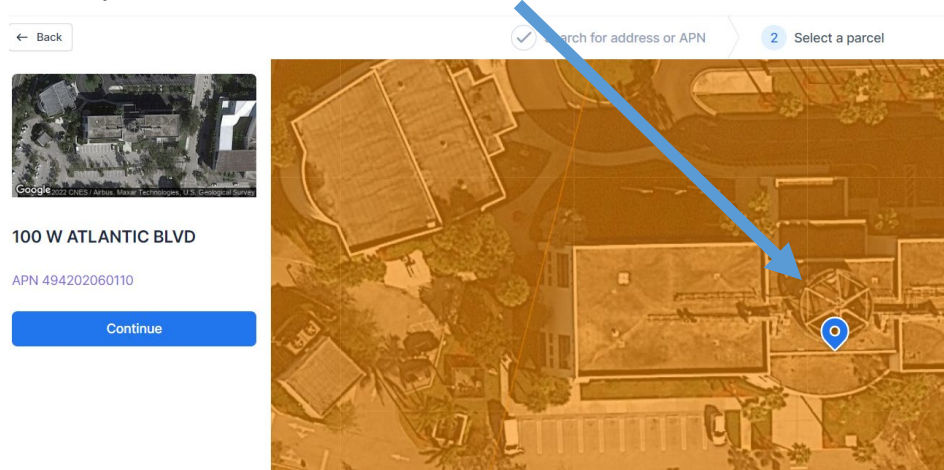 ← Back
Search for address or APN
2 Select a parcel
Google 2022 CNES / Airbus, Maxar Technologies, U.S. Geological Survey
100 W ATLANTIC BLVD
APN 494202060110
Continue